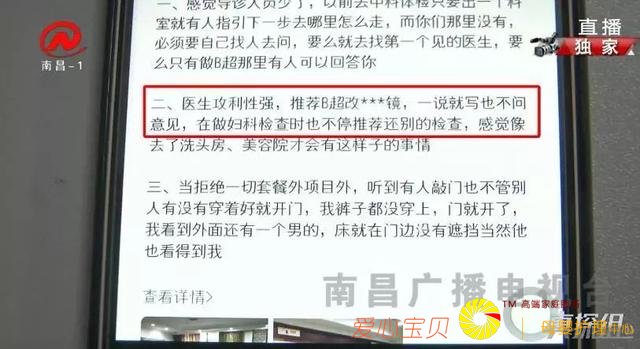 一、感觉导诊人员少了，以前去中科体检只要出一个科
室就有人指引下一步去哪里怎么走，而你们那里没有，
必须要自己找人去问，要么就去找第一个见的医生，要
么只有做B超那里有人可以回答你
直播
独家
南昌-1
二、医生攻利性强，推荐B超改***镜，一说就写也不问
意见，在做妇科检查时也不停推荐还别的检查，感觉像
去了洗头房、美容院才会有这样子的事情
三、当拒绝一切套餐外项目外，听到有人敲门也不管别
人有没有穿着好就开门，我裤子都没穿上，门就开了，
我看到外面还有一个男的，床就在门边没有遮挡当然他
也看得到我
南昌广播电视台
查看详情>
爱心宝贝
TM 高端家庭厨所
母婴护理中心